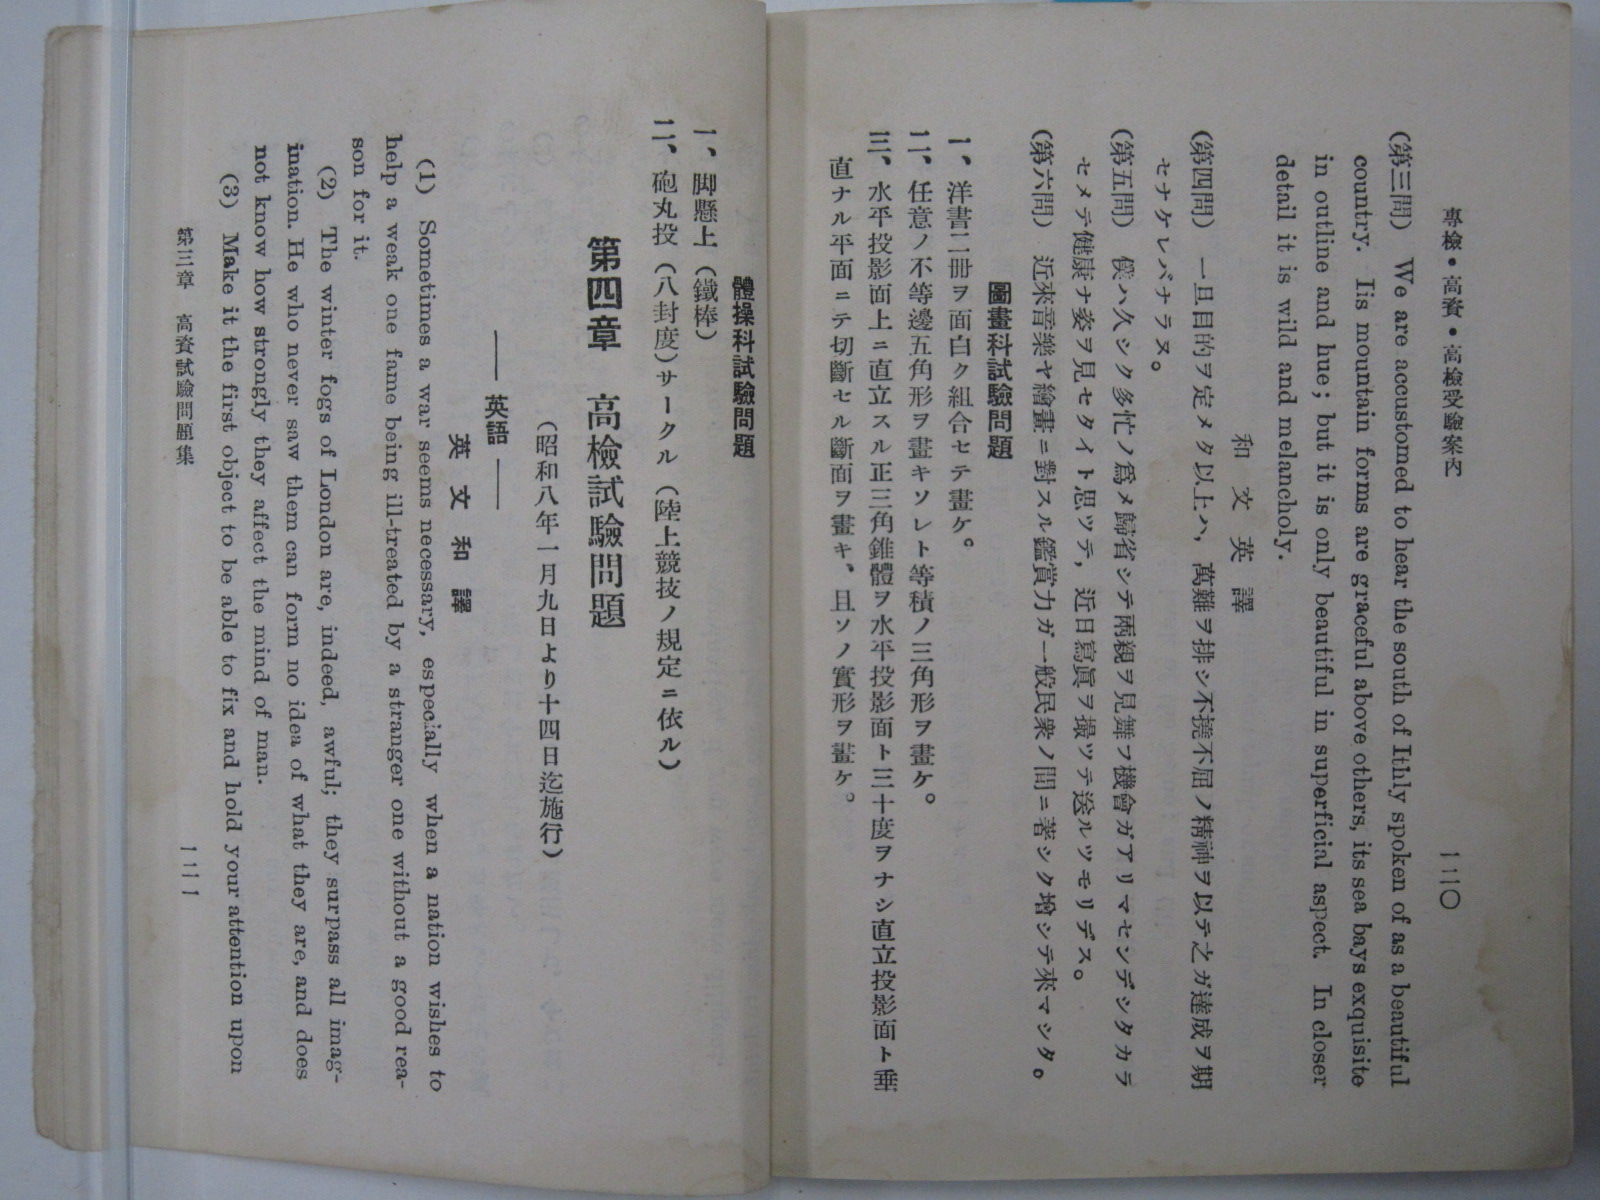 專檢・高資・高檢受驗案內
一一〇
(第三問) We are accustomed to hear the south of Ithly spoken of as a beautiful
country. Iis mountain forms are graceful above others, its sea bays exquisite
in outline and hue; but it is only beautiful in superficial aspect. In closer
detail it is wild and melancholy.
和文英譯
(第四問) 一旦目的ヲ定メタ以上ハ、萬難ヲ排シ不撓不屈ノ精神ヲ以テ之ガ達成ヲ期
セナケレバナラヌ。
(第五問) 僕ハ久シク多忙ノ爲メ歸省シテ兩親ヲ見舞フ機會ガアリマセンデシタカラ
セメテ健康ナ姿ヲ見セタイト思ツテ、近日寫眞ヲ撮ツテ送ルツモリデス。
(第六問) 近來音樂ヤ繪畫ニ對スル鑑賞力ガ一般民衆ノ間ニ著シク增シテ來マシタ。
圖畫科試驗問題
一、洋書二冊ヲ面白ク組合セテ畫ケ。
二、任意ノ不等邊五角形ヲ畫キソレト等積ノ三角形ヲ畫ケ。
三、水平投影面上ニ直立スル正三角錐體ヲ水平投影面ト三十度ヲナシ直立投影面ト垂
直ナル平面ニテ切斷セル斷面ヲ畫キ、且ソノ實形ヲ畫ケ。
體操科試驗問題
一、脚懸上(鐵棒)
二、砲丸投(八封度)サークル(陸上競技ノ規定ニ依ル)
第四章 高檢試驗問題
(昭和八年一月九日より十四日迄施行)
——英語——
英文和譯
(1) Sometimes a war seems necessary, especially when a nation wishes to
help a weak one fame being ill-treated by a stranger one without a good rea-
son for it.
(2) The winter fogs of London are, indeed, awful; they surpass all imag-
ination. He who never saw them can form no idea of what they are, and does
not know how strongly they affect the mind of man.
(3) Make it the first object to be able to fix and hold your attention upon
第三章 高資試驗問題集
一一一